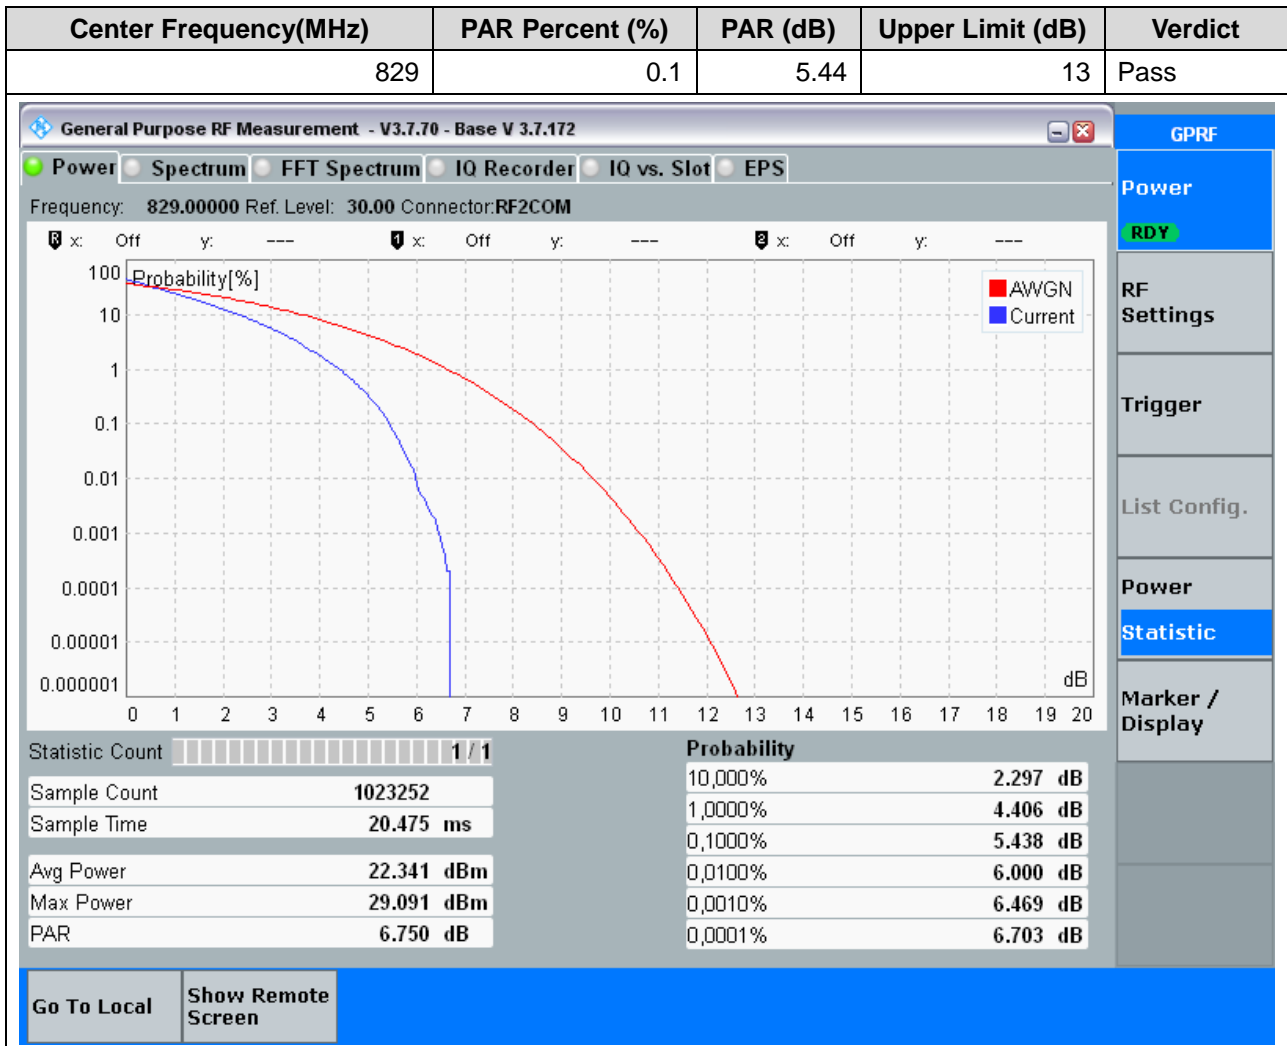 Center Frequency(MHz) PAR Percent (%) PAR (dB) Upper Limit (dB) Verdict
829 0.1 5.44 13 Pass
General Purpose RF Measurement - V3.7.70 - Base V 3.7.172
GPRF
Power Spectrum FFT Spectrum IQ Recorder IQ vs. Slot EPS
Frequency: 829.00000 Ref. Level: 30.00 Connector:RF2COM
R x: Off y: --- 1 x: Off y: --- 2 x: Off y: ---
Probability[%]
100
10
1
0.1
0.01
0.001
0.0001
0.00001
0.000001
AWGN
Current
dB
0 1 2 3 4 5 6 7 8 9 10 11 12 13 14 15 16 17 18 19 20
Statistic Count 1 / 1
Sample Count 1023252
Sample Time 20.475 ms
Avg Power 22.341 dBm
Max Power 29.091 dBm
PAR 6.750 dB
Probability
10,000% 2.297 dB
1,0000% 4.406 dB
0,1000% 5.438 dB
0,0100% 6.000 dB
0,0010% 6.469 dB
0,0001% 6.703 dB
Power
RDY
RF
Settings
Trigger
List Config.
Power
Statistic
Marker /
Display
Go To Local
Show Remote
Screen